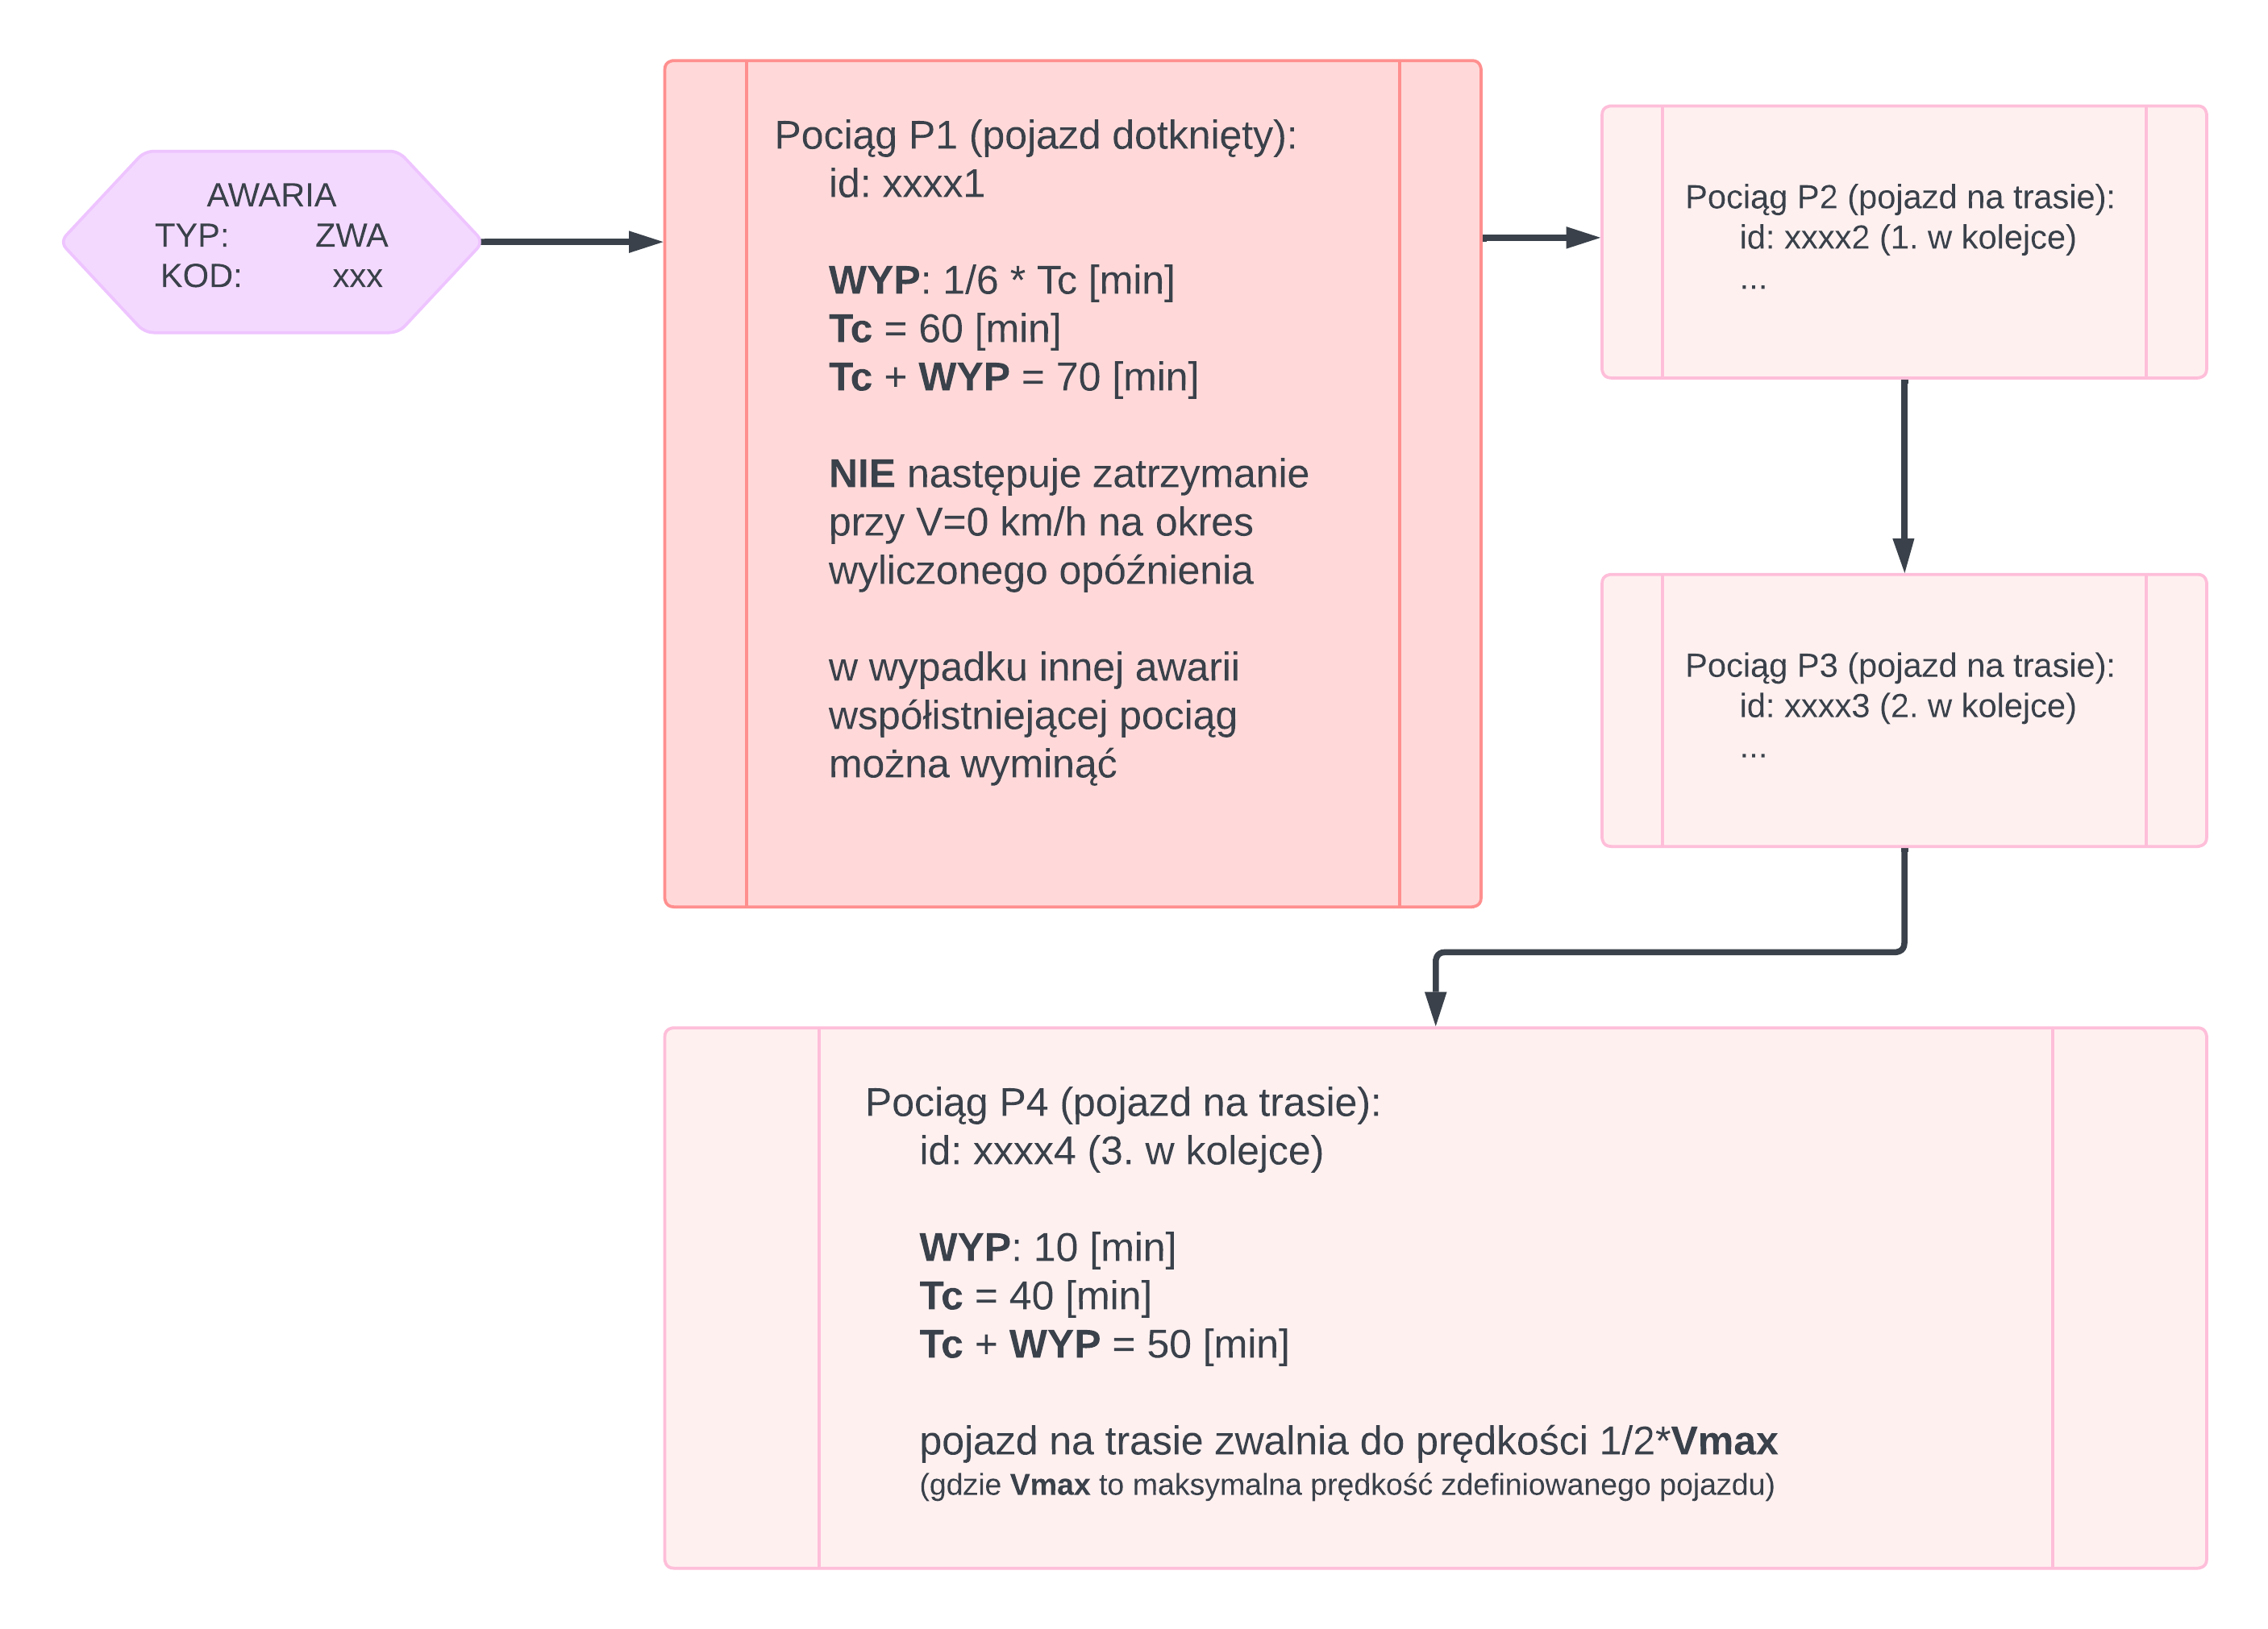 AWARIA
TYP: ZWA
KOD: xxx
Pociąg P1 (pojazd dotknięty):
id: xxxx1
WYP: 1/6 * Tc [min]
Tc = 60 [min]
Tc + WYP = 70 [min]
NIE następuje zatrzymanie
przy V=0 km/h na okres
wyliczonego opóźnienia
w wypadku innej awarii
współistniejącej pociąg
można wyminąć
Pociąg P2 (pojazd na trasie):
id: xxxx2 (1. w kolejce)
...
Pociąg P3 (pojazd na trasie):
id: xxxx3 (2. w kolejce)
...
Pociąg P4 (pojazd na trasie):
id: xxxx4 (3. w kolejce)
WYP: 10 [min]
Tc = 40 [min]
Tc + WYP = 50 [min]
pojazd na trasie zwalnia do prędkości 1/2*Vmax
(gdzie Vmax to maksymalna prędkość zdefiniowanego pojazdu)